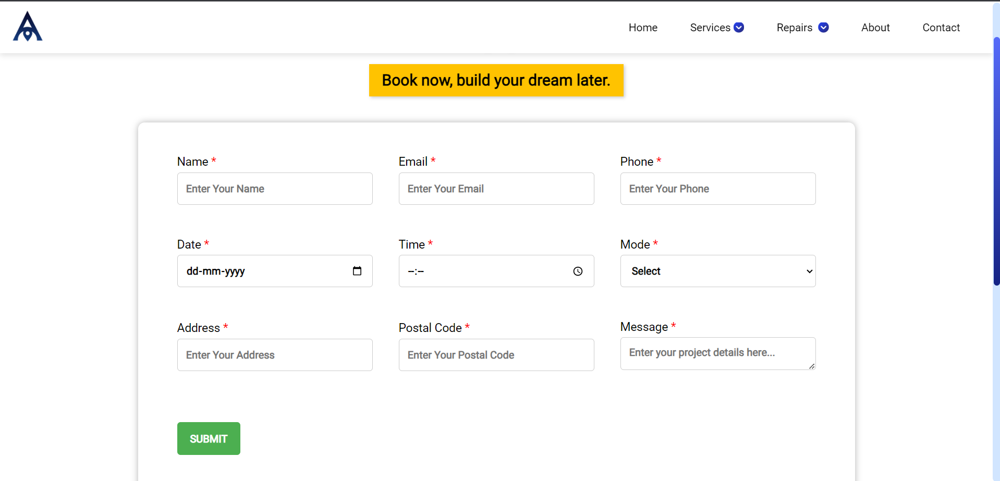 Home Services Repairs About Contact
Book now, build your dream later.
Name * Email * Phone *
Enter Your Name Enter Your Email Enter Your Phone
Date * Time * Mode *
dd-mm-yyyy --:-- Select
Address * Postal Code * Message *
Enter Your Address Enter Your Postal Code Enter your project details here...
SUBMIT